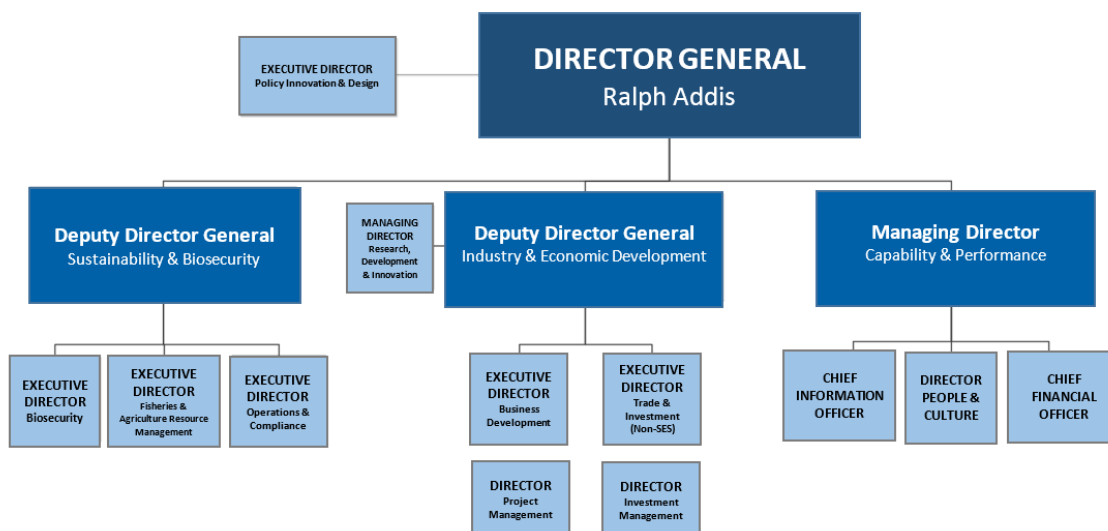 DIRECTOR GENERAL
Ralph Addis
EXECUTIVE DIRECTOR
Policy Innovation & Design
Deputy Director General
Sustainability & Biosecurity
MANAGING
DIRECTOR
Research,
Development
& Innovation
Deputy Director General
Industry & Economic Development
Managing Director
Capability & Performance
EXECUTIVE
DIRECTOR
Biosecurity
EXECUTIVE
DIRECTOR
Fisheries &
Agriculture Resource
Management
EXECUTIVE
DIRECTOR
Operations &
Compliance
EXECUTIVE
DIRECTOR
Business
Development
EXECUTIVE
DIRECTOR
Trade &
Investment
(Non-SES)
CHIEF
INFORMATION
OFFICER
DIRECTOR
PEOPLE &
CULTURE
CHIEF
FINANCIAL
OFFICER
DIRECTOR
Project
Management
DIRECTOR
Investment
Management